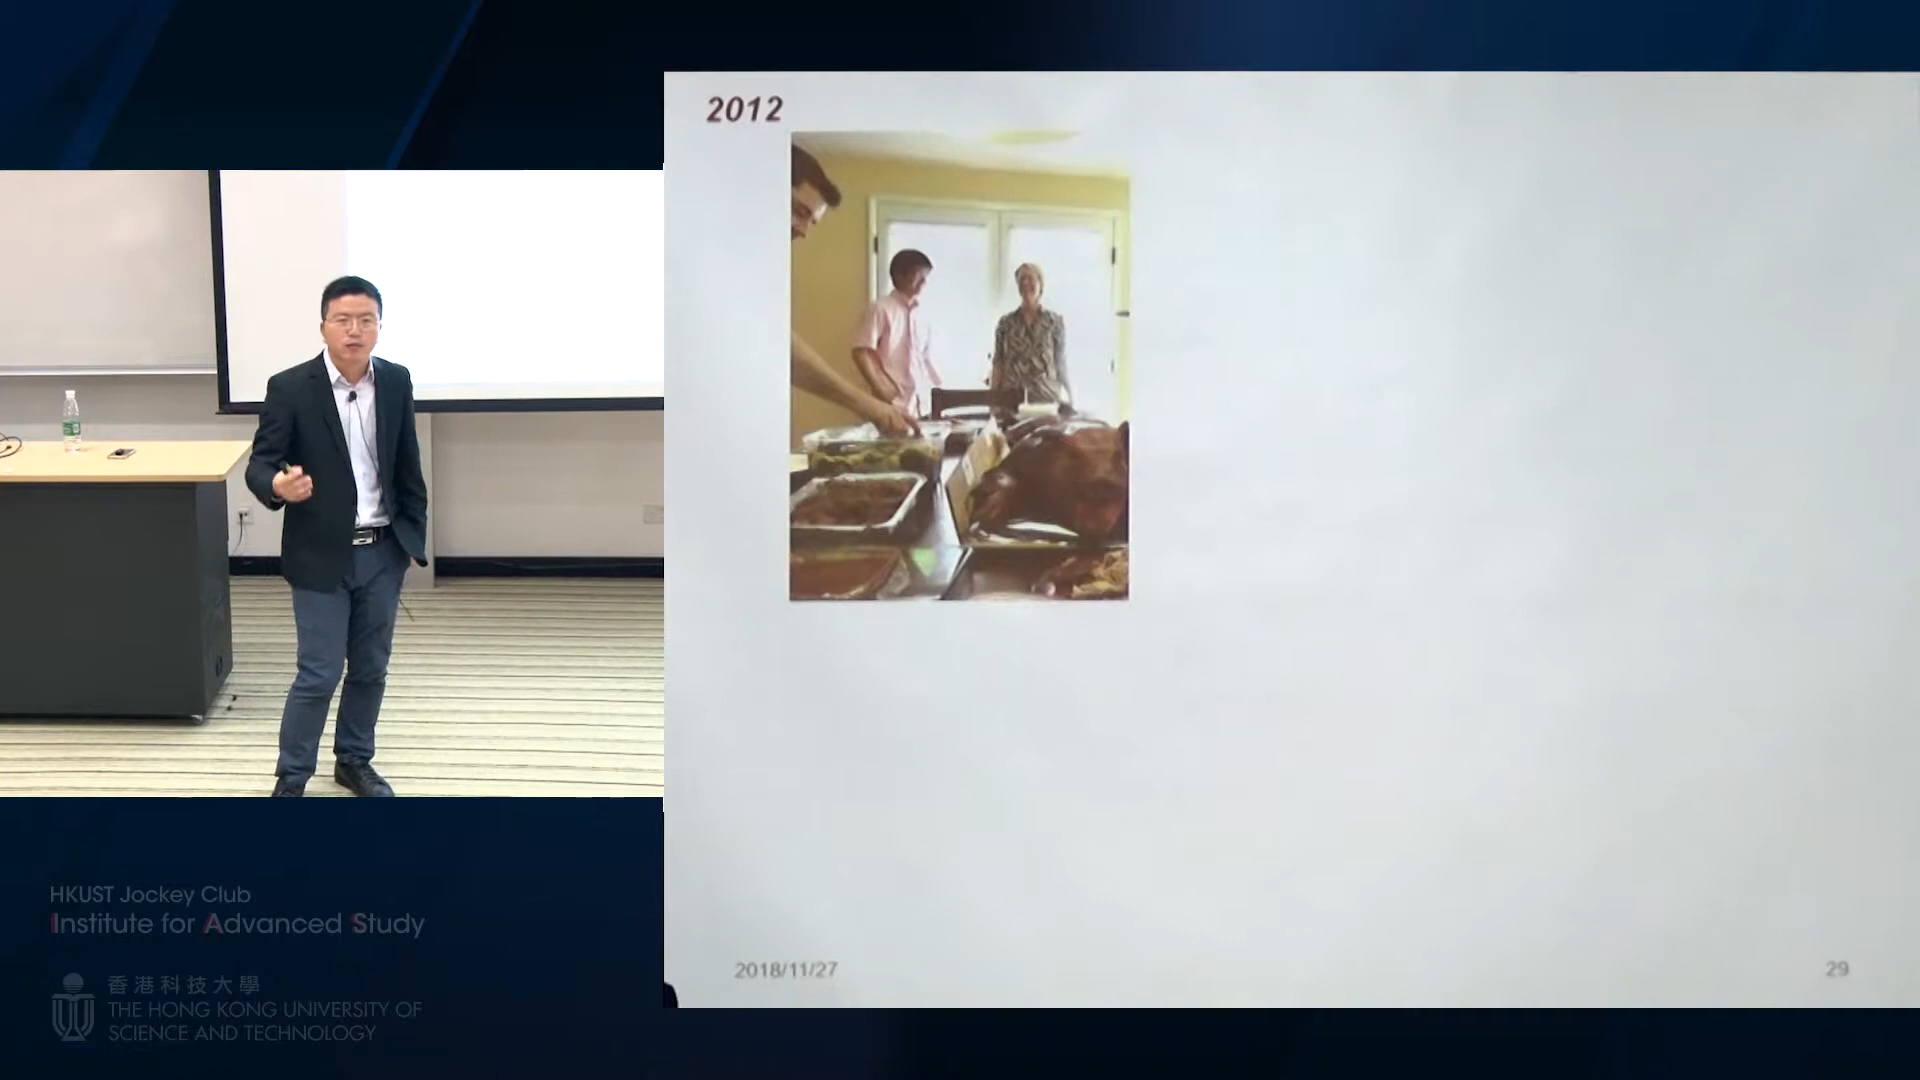 2012
2018/11/27
29
HKUST Jockey Club
Institute for Advanced Study
香港科技大學
THE HONG KONG UNIVERSITY OF
SCIENCE AND TECHNOLOGY